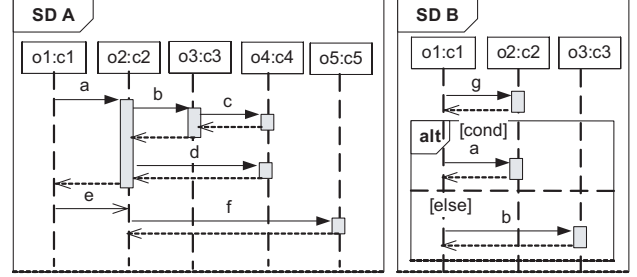 SD A
o1:c1 o2:c2 o3:c3 o4:c4 o5:c5
a
b
c
d
e
f
SD B
o1:c1 o2:c2 o3:c3
g
alt [cond]
a
[else]
b